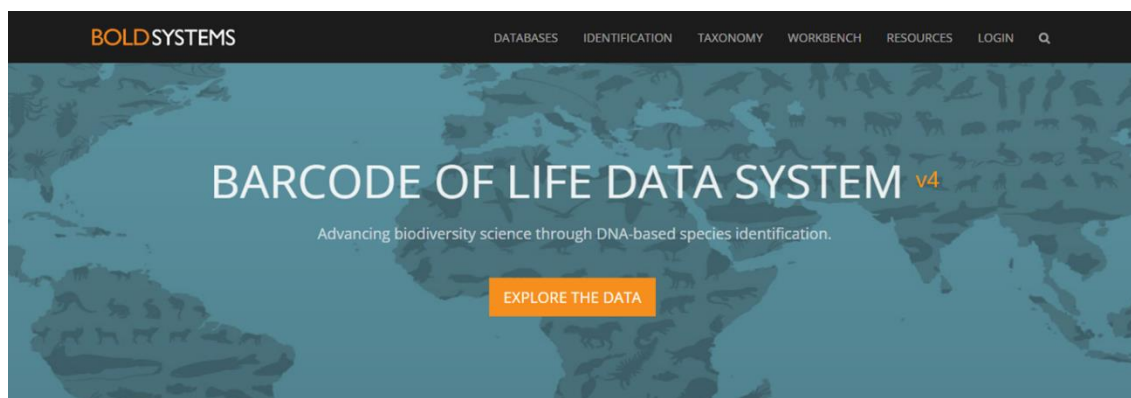 BOLDSYSTEMS
DATABASES IDENTIFICATION TAXONOMY WORKBENCH RESOURCES LOGIN
BARCODE OF LIFE DATA SYSTEM v4
Advancing biodiversity science through DNA-based species identification.
EXPLORE THE DATA